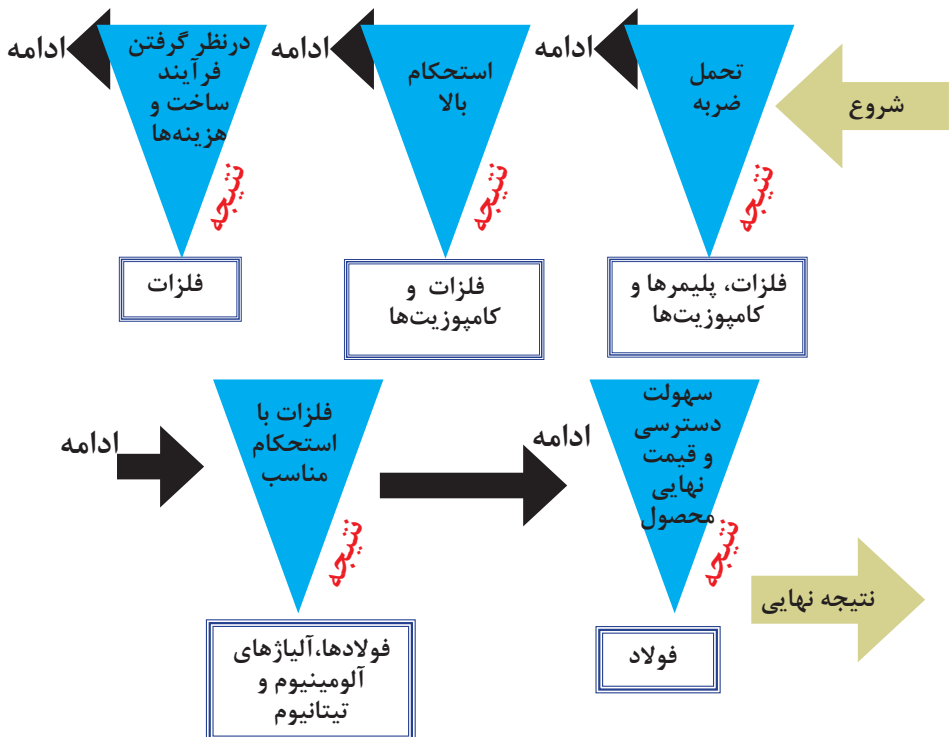 شروع
تحمل
ضربه
نتیجه
فلزات، پلیمرها و
کامپوزیت‌ها
ادامه
استحکام
بالا
نتیجه
فلزات و
کامپوزیت‌ها
ادامه
درنظر گرفتن
فرآیند
ساخت و
هزینه‌ها
نتیجه
فلزات
ادامه
ادامه
فلزات با
استحکام
مناسب
نتیجه
فولادها،آلیاژهای
آلومینیوم و
تیتانیوم
ادامه
سهولت
دسترسی
و قیمت
نهایی
محصول
نتیجه
فولاد
نتیجه نهایی